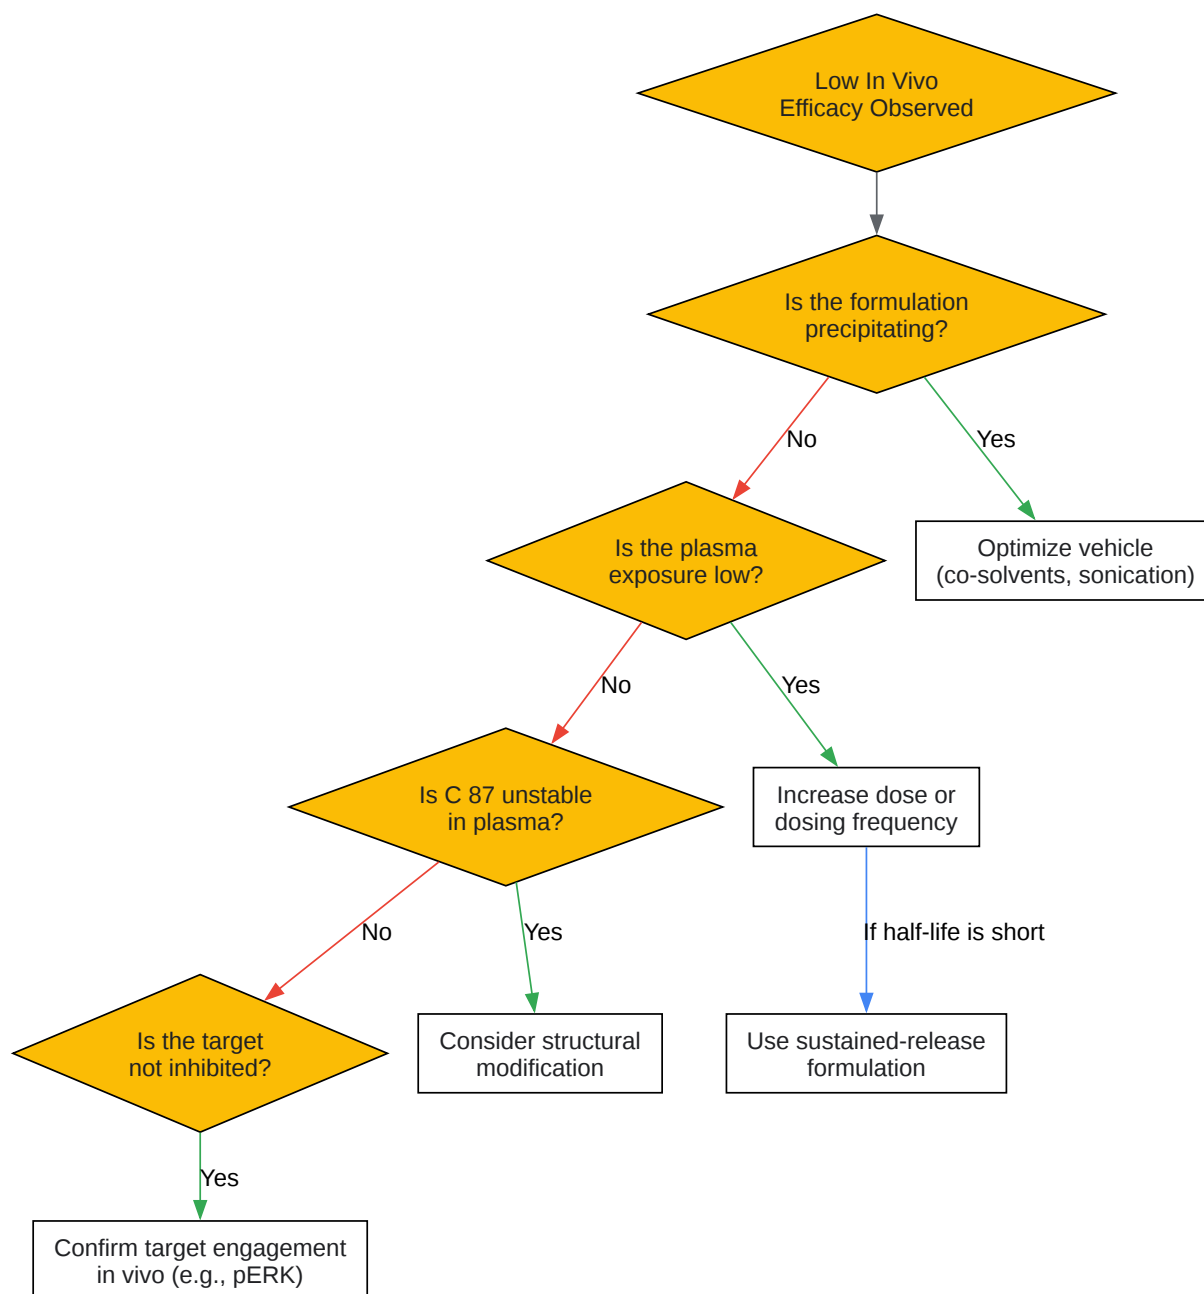 Low In Vivo
Efficacy Observed
Is the formulation
precipitating?
No
Yes
Is the plasma
exposure low?
Optimize vehicle
(co-solvents, sonication)
No
Yes
Is C 87 unstable
in plasma?
Increase dose or
dosing frequency
No
Yes
If half-life is short
Is the target
not inhibited?
Consider structural
modification
Use sustained-release
formulation
Yes
Confirm target engagement
in vivo (e.g., pERK)